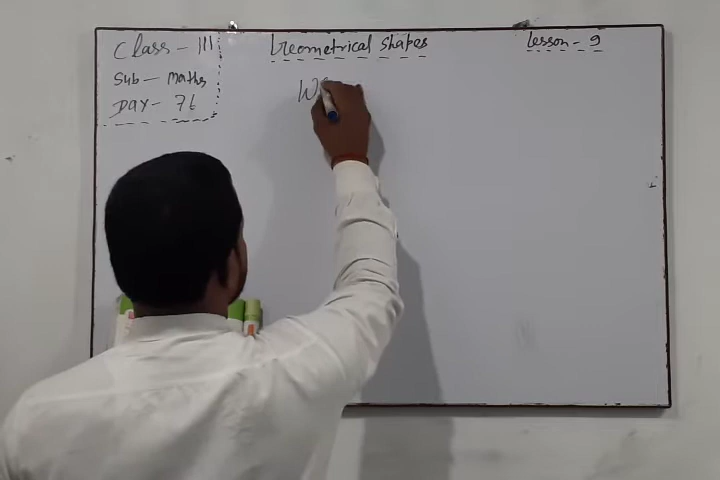 Class - III
Sub - Maths
Day - 76
Geometrical Shapes
Lesson - 9